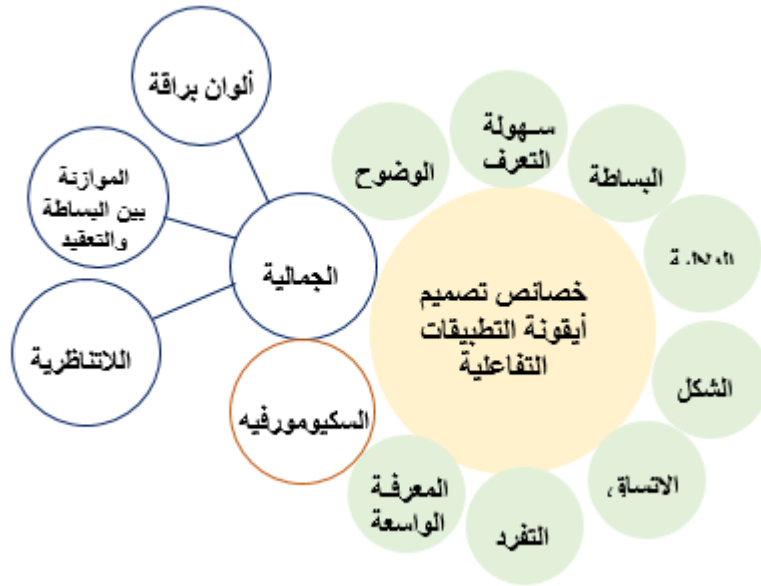 ألوان براقة
سهولة
التعرف
البساطة
الوضوح
الموازنة
بين البساطة
والتعقيد
الجمالية
خصائص تصميم
أيقونة التطبيقات
التفاعلية
اللاتناظرية
الشكل
السكيومورفيه
الاتساق
المعرفة
الواسعة
التفرد